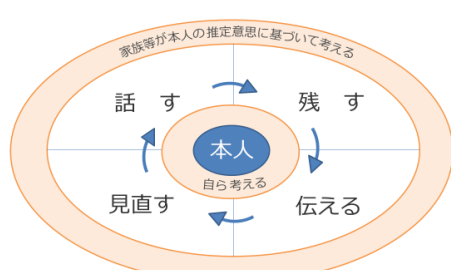 家族等が本人の推定意思に基づいて考える
話　す
残　す
本人
自ら考える
見直す
伝える